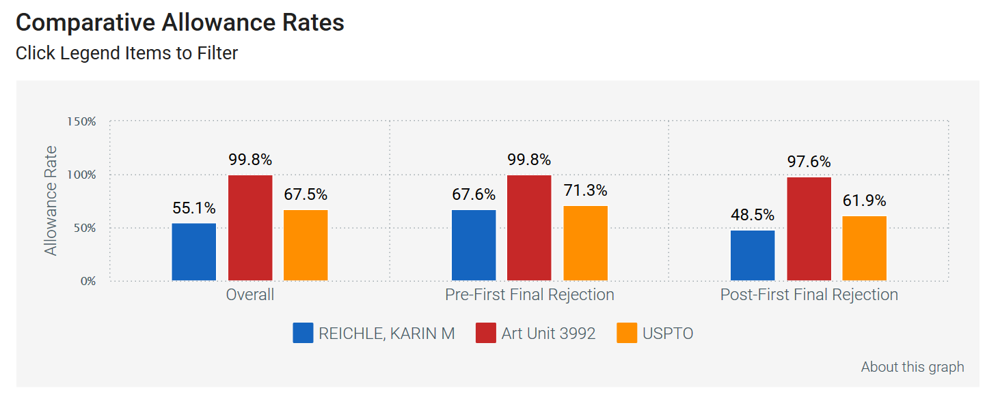 Comparative Allowance Rates
Click Legend Items to Filter
Allowance Rate
150%
100%
50%
0%
55.1% 99.8% 67.5%
67.6% 99.8% 71.3%
48.5% 97.6% 61.9%
Overall Pre-First Final Rejection Post-First Final Rejection
REICHLE, KARIN M Art Unit 3992 USPTO
About this graph